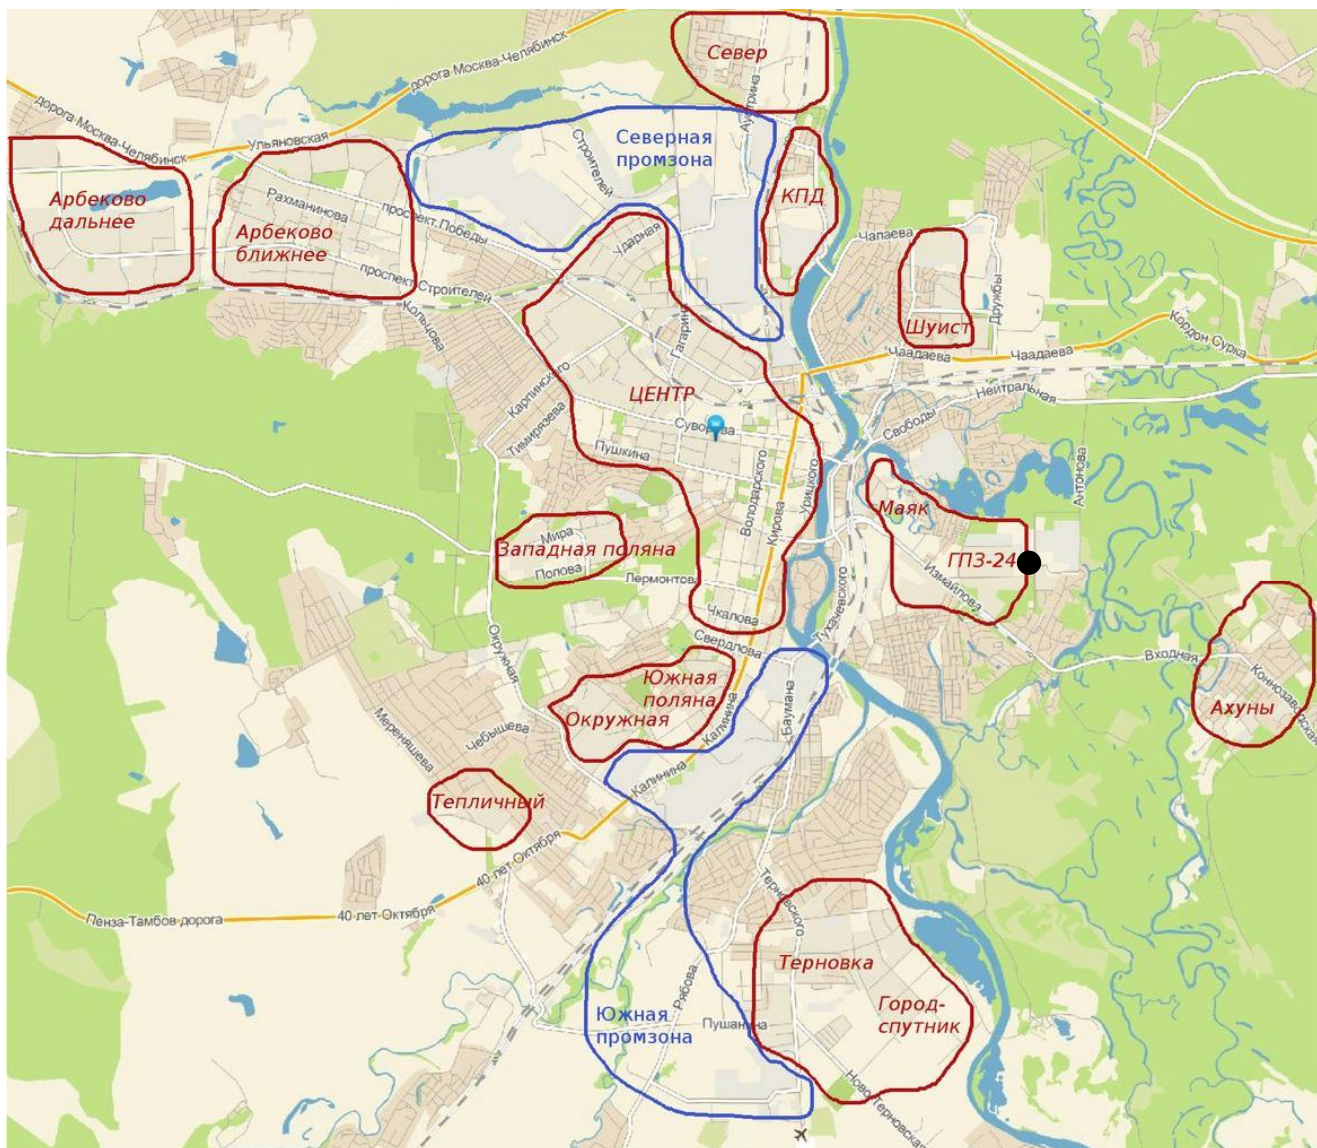 Север
дорога Москва-Челябинск
дорога Москва-Челябинск
Ульяновская
Аустрина
Строителей
Северная
промзона
Арбеково
дальнее
Рахманинова
проспект Победы
Арбеково
ближнее
проспект Строителей
КПД
Ударная
Чапаева
Дружбы
Шуист
Кольцова
Гагарина
Чаадаева
Чаадаева
Кордон Сурка
Карпинского
ЦЕНТР
Нейтральная
Тимирязева
Суворова
Свободы
Пушкина
Володарского
Кирова
Урицкого
Антонова
Маяк
Мира
Западная поляна
Попова
Лермонтова
ГПЗ-24
Измайлова
Чкалова
Свердлова
Тухачевского
Окружная
Входная
Коннозаводская
Южная
поляна
Окружная
Ахуны
Мереняшева
Чебышева
Калинина
Калинина
Баумана
Тепличный
40 лет Октября
Пенза-Тамбов дорога
40 лет Октября
Терновского
Терновка
Рябова
Город-
спутник
Южная
промзона
Пушанина
Ново-Терновская